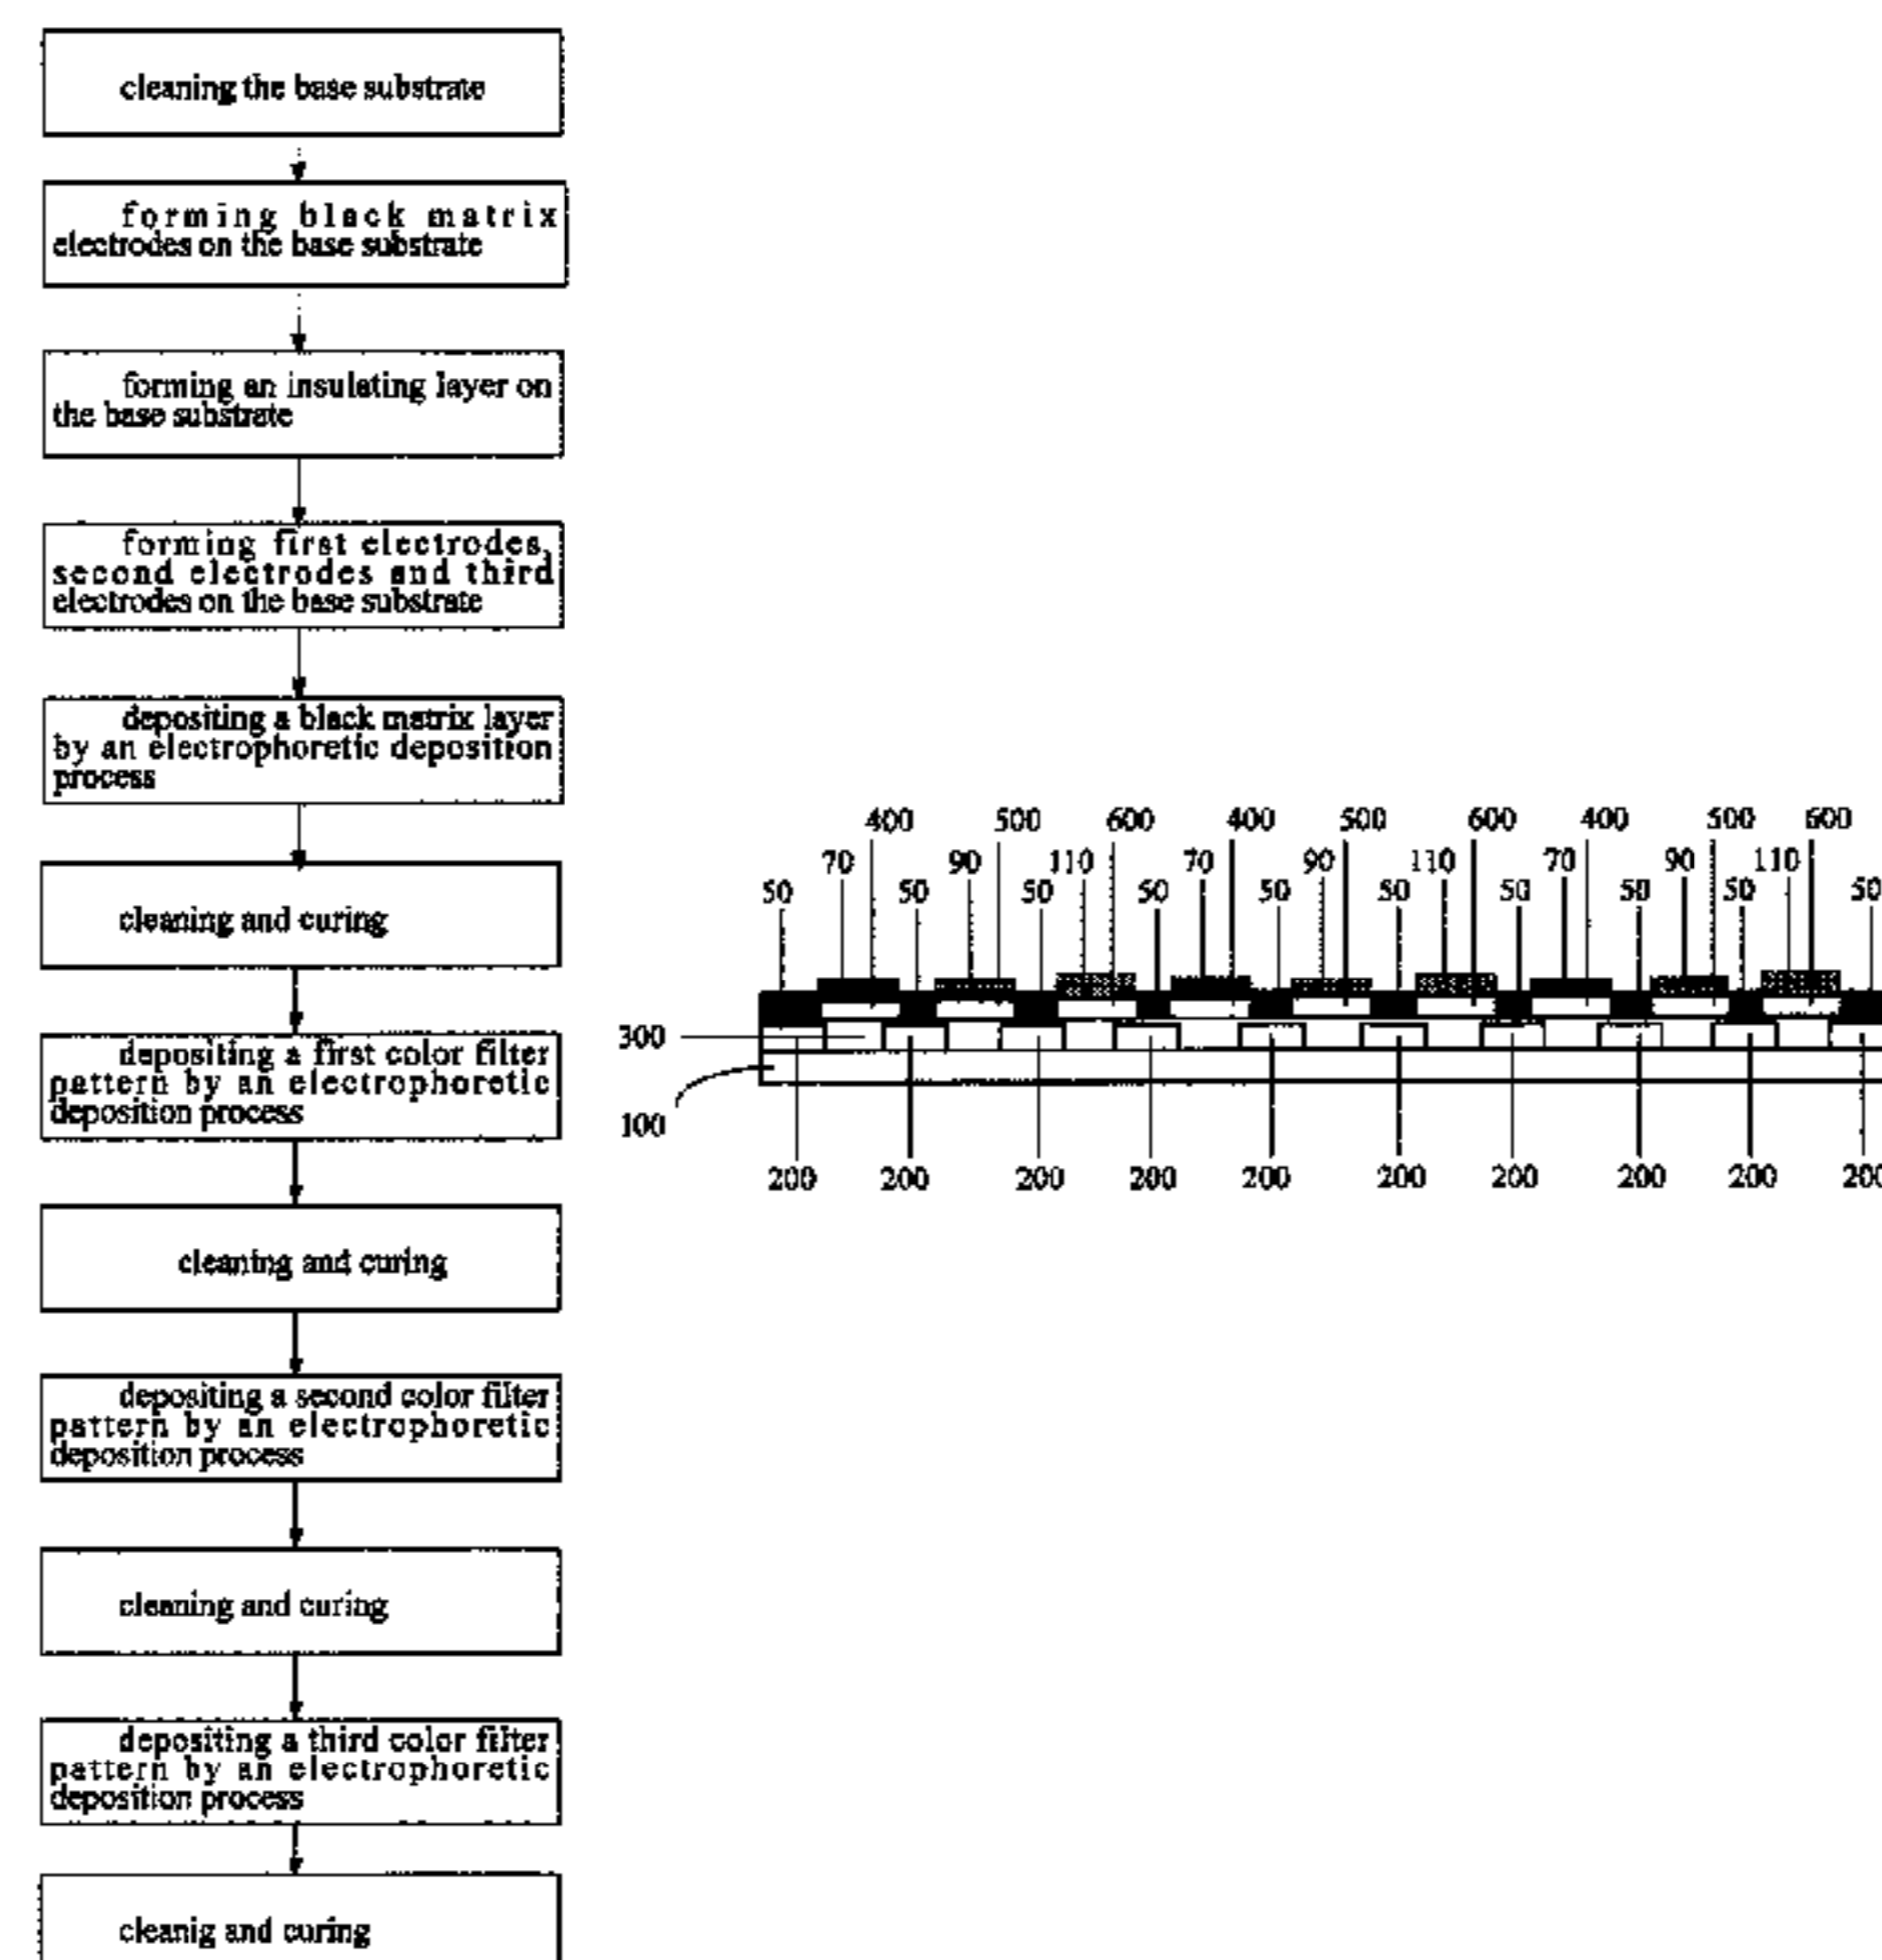 cleaning the base substrate
forming black matrix
electrodes on the base substrate
forming an insulating layer on
the base substrate
forming first electrodes,
second electrodes and third
electrodes on the base substrate
depositing a black matrix layer
by an electrophoretic deposition
process
cleaning and curing
depositing a first color filter
pattern by an electrophoretic
deposition process
cleaning and curing
depositing a second color filter
pattern by an electrophoretic
deposition process
cleaning and curing
depositing a third color filter
pattern by an electrophoretic
deposition process
cleanig and curing
400 500 600 400 500 600 400 500 600
70 90 110 70 90 110 70 90 110
50 50 50 50 50 50 50 50 50 50
300
100
200 200 200 200 200 200 200 200 200 200